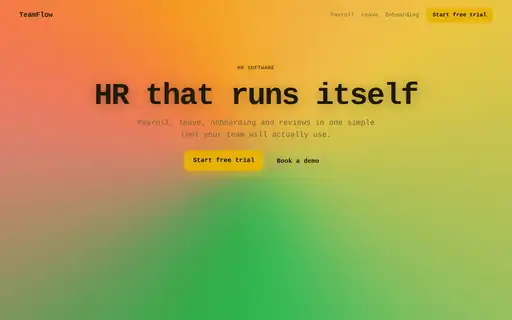 TeamFlow
Payroll Leave Onboarding Start free trial
HR SOFTWARE
HR that runs itself
Payroll, leave, onboarding and reviews in one simple
tool your team will actually use.
Start free trial Book a demo